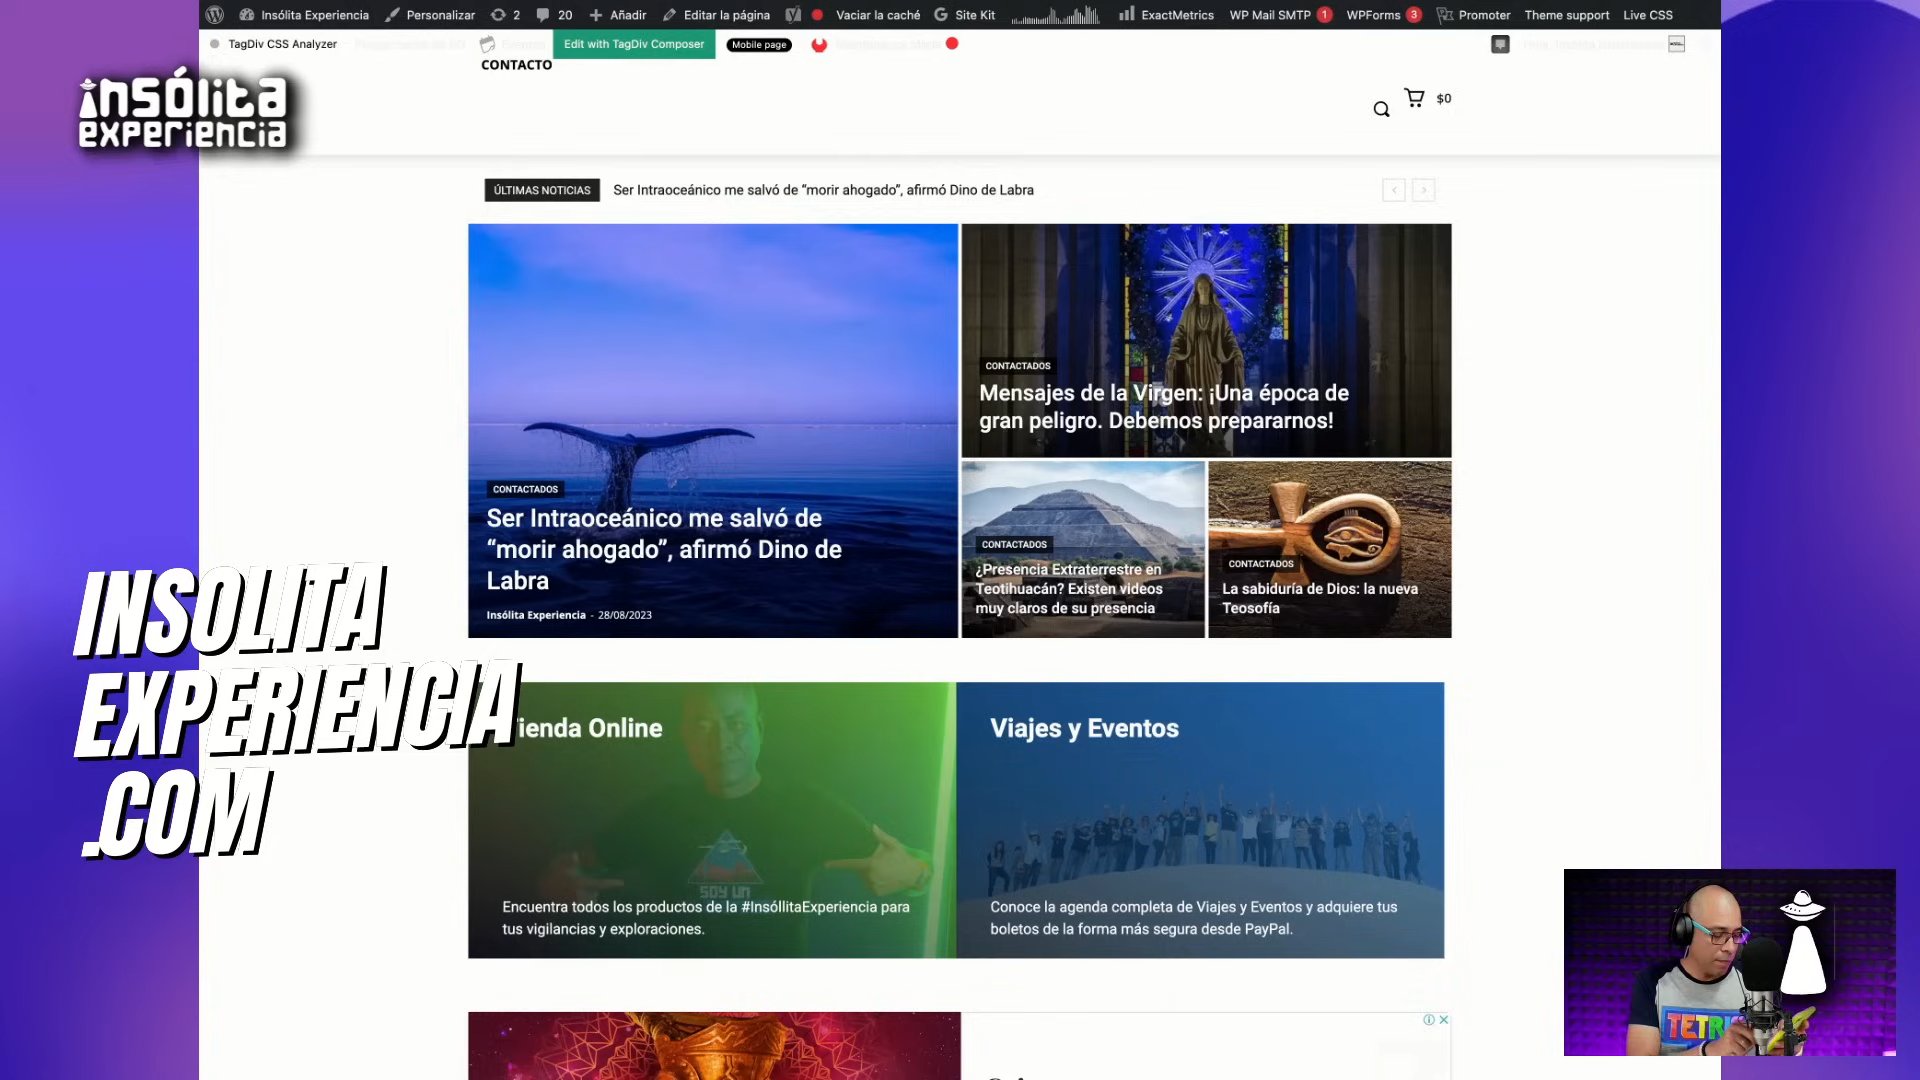 Insólita Experiencia
Personalizar
2
20
Añadir
Editar la página
Vaciar la caché
Site Kit
ExactMetrics
WP Mail SMTP 1
WPForms 3
Promoter
Theme support
Live CSS
TagDiv CSS Analyzer
Edit with TagDiv Composer
Mobile page
CONTACTO
insólita
experiencia
$0
ÚLTIMAS NOTICIAS
Ser Intraoceánico me salvó de “morir ahogado”, afirmó Dino de Labra
CONTACTADOS
Mensajes de la Virgen: ¡Una época de
gran peligro. Debemos prepararnos!
CONTACTADOS
Ser Intraoceánico me salvó de
“morir ahogado”, afirmó Dino de
Labra
Insólita Experiencia - 28/08/2023
CONTACTADOS
¿Presencia Extraterrestre en
Teotihuacán? Existen videos
muy claros de su presencia
CONTACTADOS
La sabiduría de Dios: la nueva
Teosofía
INSOLITA
EXPERIENCIA
.COM
Tienda Online
SOY UN
Encuentra todos los productos de la #InsóllitaExperiencia para
tus vigilancias y exploraciones.
Viajes y Eventos
Conoce la agenda completa de Viajes y Eventos y adquiere tus
boletos de la forma más segura desde PayPal.
TETRIS